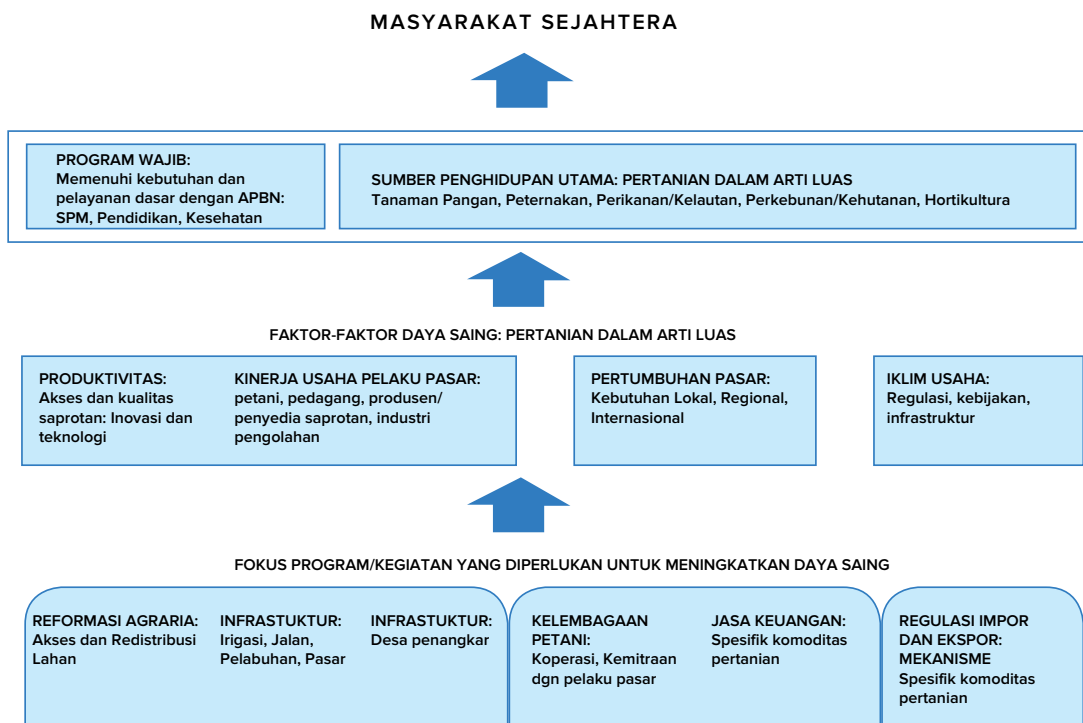 MASYARAKAT SEJAHTERA
PROGRAM WAJIB:
Memenuhi kebutuhan dan
pelayanan dasar dengan APBN:
SPM, Pendidikan, Kesehatan
SUMBER PENGHIDUPAN UTAMA: PERTANIAN DALAM ARTI LUAS
Tanaman Pangan, Peternakan, Perikanan/Kelautan, Perkebunan/Kehutanan, Hortikultura
FAKTOR-FAKTOR DAYA SAING: PERTANIAN DALAM ARTI LUAS
PRODUKTIVITAS:
Akses dan kualitas
saprotan: Inovasi dan
teknologi
KINERJA USAHA PELAKU PASAR:
petani, pedagang, produsen/
penyedia saprotan, industri
pengolahan
PERTUMBUHAN PASAR:
Kebutuhan Lokal, Regional,
Internasional
IKLIM USAHA:
Regulasi, kebijakan,
infrastruktur
FOKUS PROGRAM/KEGIATAN YANG DIPERLUKAN UNTUK MENINGKATKAN DAYA SAING
REFORMASI AGRARIA:
Akses dan Redistribusi
Lahan
INFRASTUKTUR:
Irigasi, Jalan,
Pelabuhan, Pasar
INFRASTUKTUR:
Desa penangkar
KELEMBAGAAN
PETANI:
Koperasi, Kemitraan
dgn pelaku pasar
JASA KEUANGAN:
Spesifik komoditas
pertanian
REGULASI IMPOR
DAN EKSPOR:
MEKANISME
Spesifik komoditas
pertanian